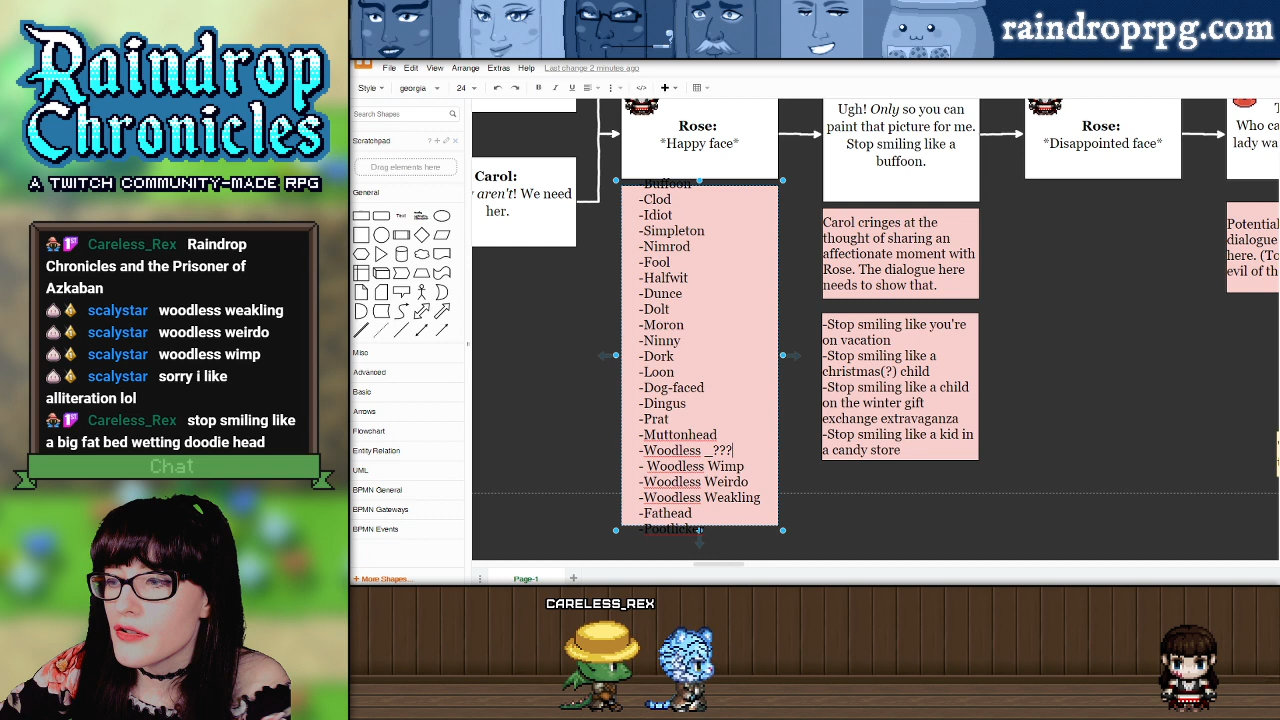 Raindrop
Chronicles
A TWITCH COMMUNITY-MADE RPG
Careless_Rex Raindrop
Chronicles and the Prisoner of
Azkaban
scalystar woodless weakling
scalystar woodless weirdo
scalystar woodless wimp
scalystar sorry i like
alliteration lol
Careless_Rex stop smiling like
a big fat bed wetting doodie head
Chat
raindroprpg.com
File Edit View Arrange Extras Help Last change 2 minutes ago
Style georgia 24 B I U
Search Shapes
Scratchpad
Drag elements here
General
Text
Misc
Advanced
Basic
Arrows
Flowchart
Entity Relation
UML
BPMN General
BPMN Gateways
BPMN Events
+ More Shapes...
Page-1
Carol:
aren't! We need
her.
Rose:
*Happy face*
-Buffoon
-Clod
-Idiot
-Simpleton
-Nimrod
-Fool
-Halfwit
-Dunce
-Dolt
-Moron
-Ninny
-Dork
-Loon
-Dog-faced
-Dingus
-Prat
-Muttonhead
-Woodless _???
- Woodless Wimp
-Woodless Weirdo
-Woodless Weakling
-Fathead
-Pootlicker
Ugh! Only so you can
paint that picture for me.
Stop smiling like a
buffoon.
Carol cringes at the
thought of sharing an
affectionate moment with
Rose. The dialogue here
needs to show that.
-Stop smiling like you're
on vacation
-Stop smiling like a
christmas(?) child
-Stop smiling like a child
on the winter gift
exchange extravaganza
-Stop smiling like a kid in
a candy store
Rose:
*Disappointed face*
Who ca
lady wa
Potential
dialogue
here. (To
evil of th
CARELESS_REX